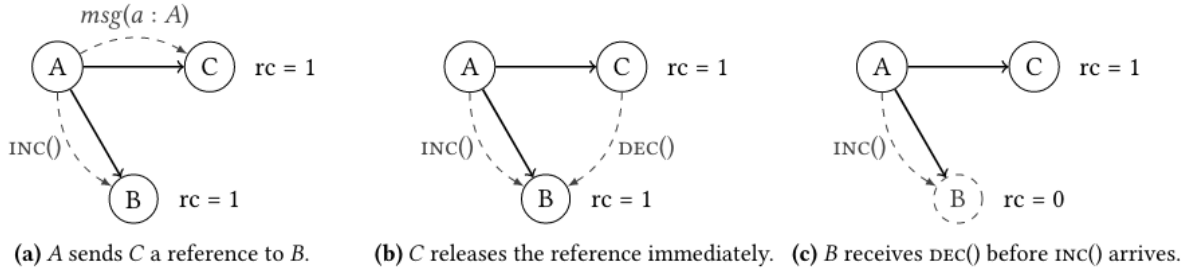 msg(a : A)
A
C
rc = 1
INC()
B
rc = 1
(a) A sends C a reference to B.
A
C
rc = 1
INC()
DEC()
B
rc = 1
(b) C releases the reference immediately.
A
C
rc = 1
INC()
B
rc = 0
(c) B receives DEC() before INC() arrives.